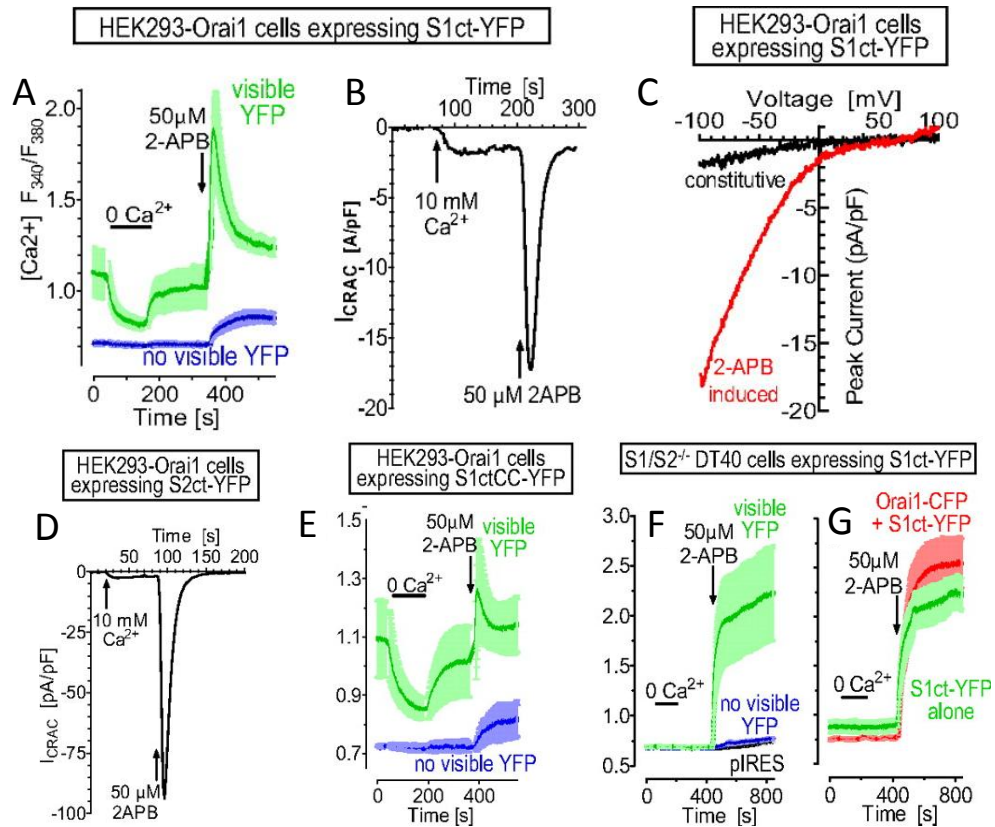 HEK293-Orai1 cells expressing S1ct-YFP
HEK293-Orai1 cells
expressing S1ct-YFP
A
[Ca2+] F340/F380
2.0
1.8
1.4
1.0
visible
YFP
50µM
2-APB
0 Ca²⁺
no visible YFP
0 200 400
Time [s]
B
Time [s]
100 200 300
ICRAC [A/pF]
0
-5
-10
-15
-20
10 mM
Ca²⁺
50 µM 2APB
C
Voltage [mV]
-100 -50 0 50 100
constitutive
-5
-10
-15
-20
Peak Current (pA/pF)
2-APB
induced
HEK293-Orai1 cells
expressing S2ct-YFP
HEK293-Orai1 cells
expressing S1ctCC-YFP
S1/S2-/- DT40 cells expressing S1ct-YFP
D
Time [s]
50 100 150 200
ICRAC [pA/pF]
0
-25
-50
-75
-100
10 mM
Ca²⁺
50 µM
2APB
E
1.5
1.3
1.1
0.9
0.7
visible
YFP
50µM
2-APB
0 Ca²⁺
no visible YFP
0 200 400
Time [s]
F
3.0
2.5
2.0
1.5
1.0
0.5
visible
YFP
50µM
2-APB
0 Ca²⁺
no visible
YFP
pIRES
0 400 800
Time [s]
G
Orai1-CFP
+ S1ct-YFP
50µM
2-APB
0 Ca²⁺
S1ct-YFP
alone
0 400 800
Time [s]